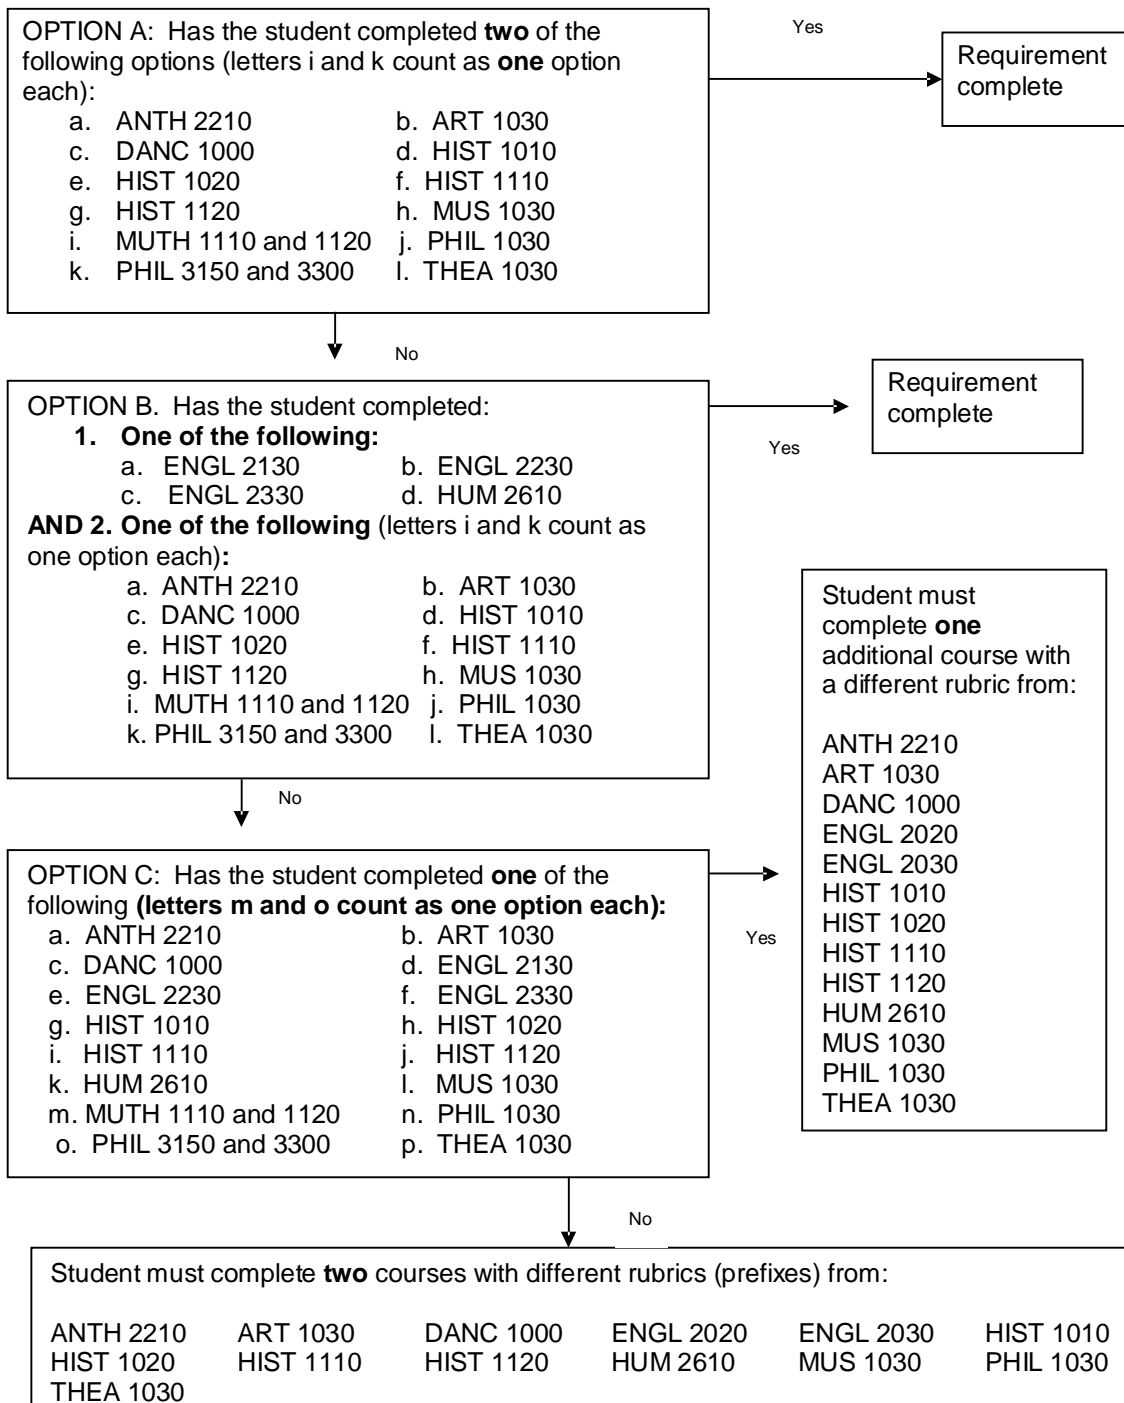 OPTION A:  Has the student completed two of the
following options (letters i and k count as one option
each):
a. ANTH 2210 b. ART 1030
c. DANC 1000 d. HIST 1010
e. HIST 1020 f. HIST 1110
g. HIST 1120 h. MUS 1030
i. MUTH 1110 and 1120 j. PHIL 1030
k. PHIL 3150 and 3300 l. THEA 1030
Yes
Requirement
complete
No
OPTION B.  Has the student completed:
1. One of the following:
a. ENGL 2130 b. ENGL 2230
c. ENGL 2330 d. HUM 2610
AND 2. One of the following (letters i and k count as
one option each):
a. ANTH 2210 b. ART 1030
c. DANC 1000 d. HIST 1010
e. HIST 1020 f. HIST 1110
g. HIST 1120 h. MUS 1030
i. MUTH 1110 and 1120 j. PHIL 1030
k. PHIL 3150 and 3300 l. THEA 1030
Yes
Requirement
complete
No
OPTION C:  Has the student completed one of the
following (letters m and o count as one option each):
a. ANTH 2210 b. ART 1030
c. DANC 1000 d. ENGL 2130
e. ENGL 2230 f. ENGL 2330
g. HIST 1010 h. HIST 1020
i. HIST 1110 j. HIST 1120
k. HUM 2610 l. MUS 1030
m. MUTH 1110 and 1120 n. PHIL 1030
o. PHIL 3150 and 3300 p. THEA 1030
Yes
Student must
complete one
additional course with
a different rubric from:
ANTH 2210
ART 1030
DANC 1000
ENGL 2020
ENGL 2030
HIST 1010
HIST 1020
HIST 1110
HIST 1120
HUM 2610
MUS 1030
PHIL 1030
THEA 1030
No
Student must complete two courses with different rubrics (prefixes) from:
ANTH 2210 ART 1030 DANC 1000 ENGL 2020 ENGL 2030 HIST 1010
HIST 1020 HIST 1110 HIST 1120 HUM 2610 MUS 1030 PHIL 1030
THEA 1030